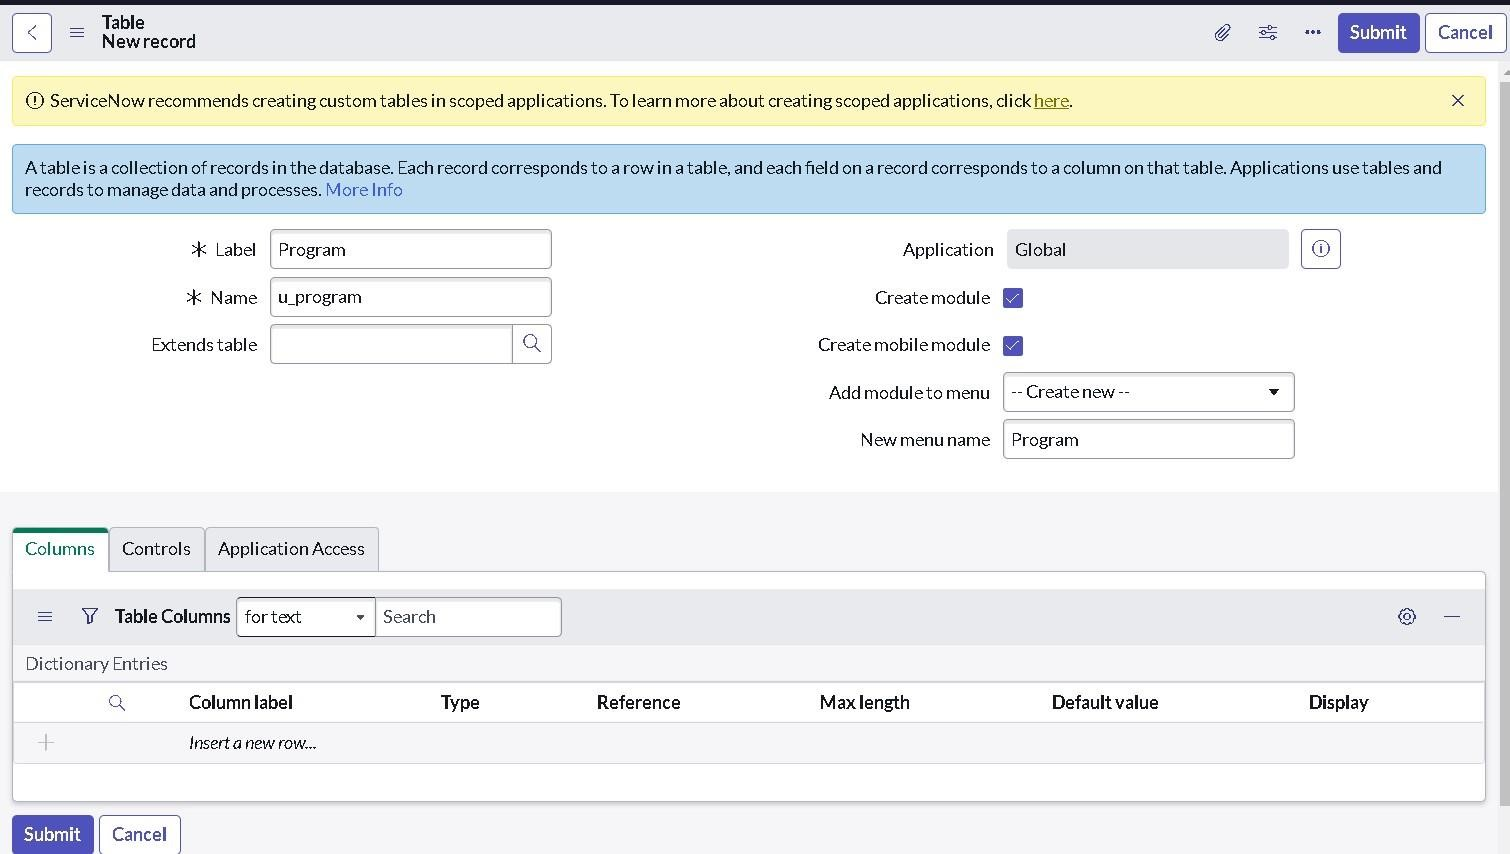 Table
New record
Submit
Cancel
ServiceNow recommends creating custom tables in scoped applications. To learn more about creating scoped applications, click here.
A table is a collection of records in the database. Each record corresponds to a row in a table, and each field on a record corresponds to a column on that table. Applications use tables and
records to manage data and processes. More Info
Label
Program
Application
Global
Name
u_program
Create module
Extends table
Create mobile module
Add module to menu
-- Create new --
New menu name
Program
Columns
Controls
Application Access
Table Columns
for text
Search
Dictionary Entries
Column label
Type
Reference
Max length
Default value
Display
Insert a new row...
Submit
Cancel